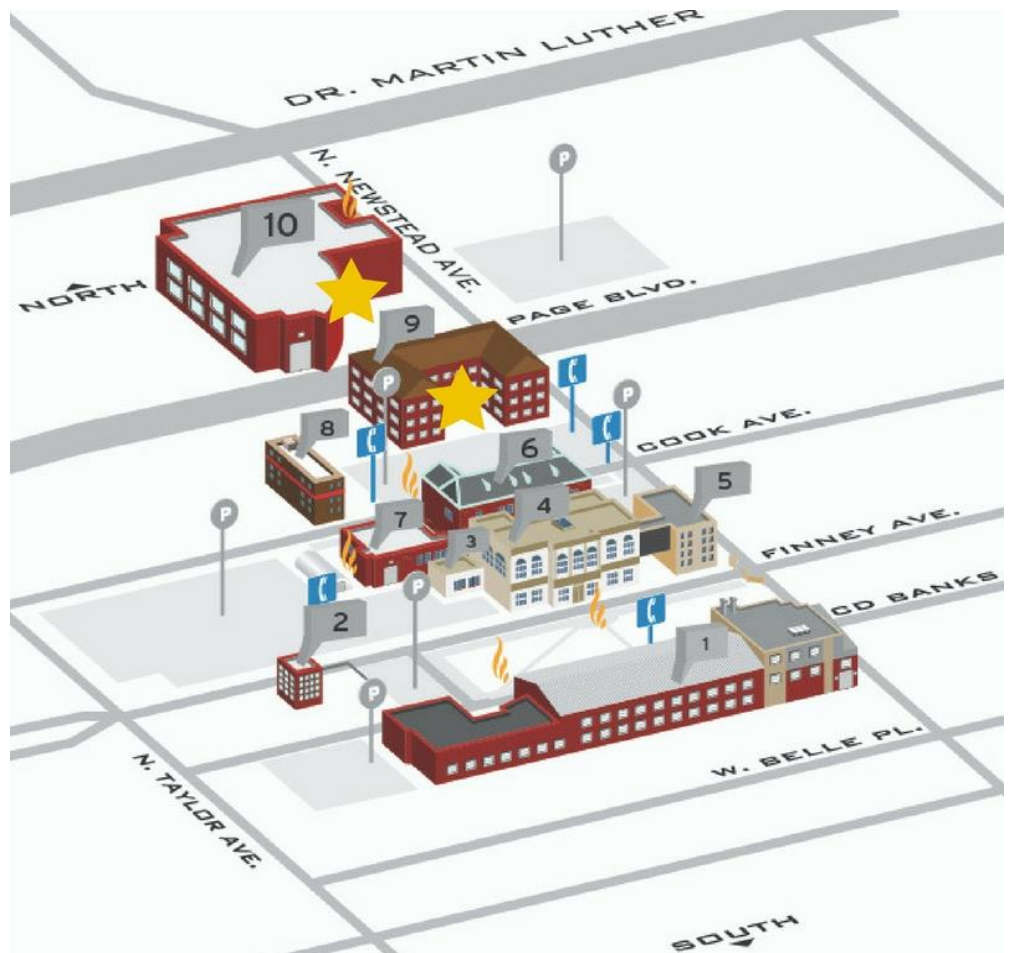 DR. MARTIN LUTHER
N. NEWSTEAD AVE.
P
10
NORTH
PAGE BLVD.
9
P
P
COOK AVE.
8
6
5
P
4
7
3
FINNEY AVE.
P
CD BANKS
2
1
P
W. BELLE PL.
N. TAYLOR AVE.
SOUTH